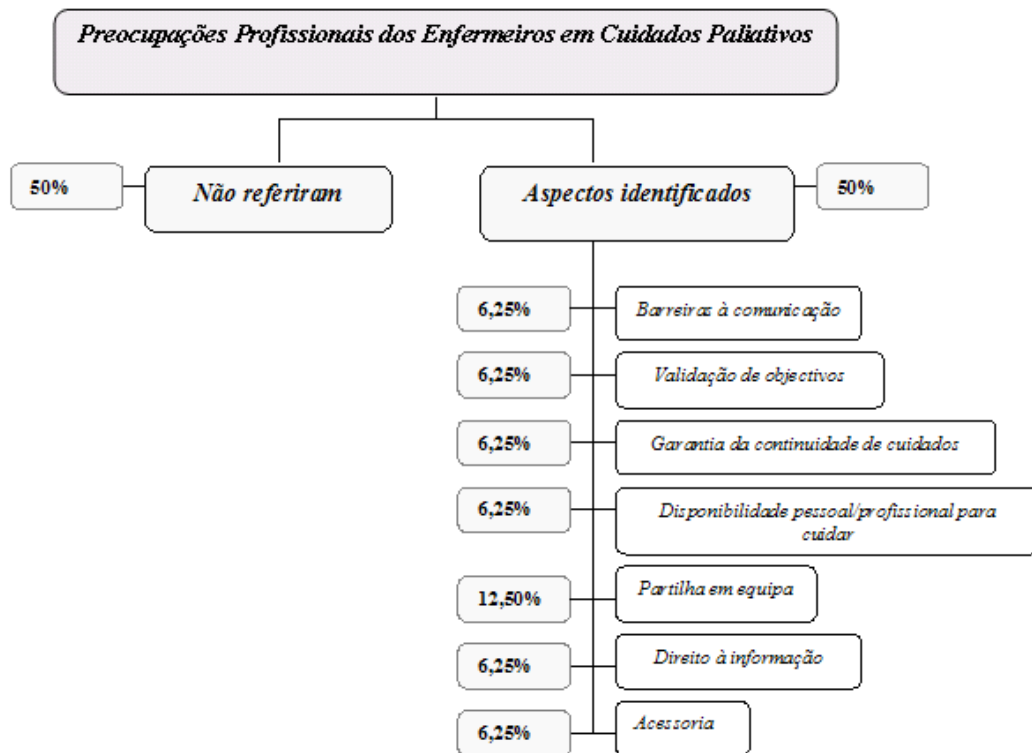 Preocupações Profissionais dos Enfermeiros em Cuidados Paliativos
50%
Não referiram
Aspectos identificados
50%
6,25%
Barreiras à comunicação
6,25%
Validação de objectivos
6,25%
Garantia da continuidade de cuidados
6,25%
Disponibilidade pessoal/profissional para
cuidar
12,50%
Partilha em equipa
6,25%
Direito à informação
6,25%
Acessoria